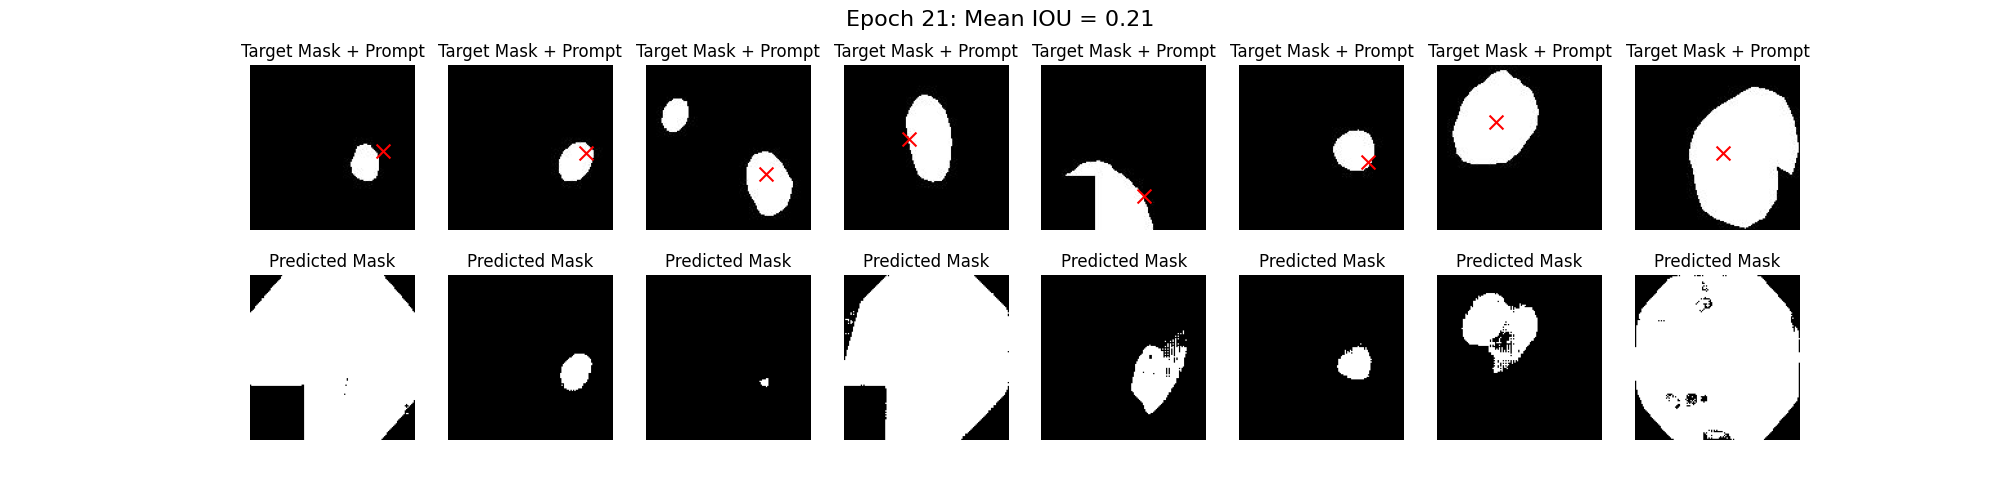 Epoch 21: Mean IOU = 0.21
Target Mask + Prompt Target Mask + Prompt Target Mask + Prompt Target Mask + Prompt Target Mask + Prompt Target Mask + Prompt Target Mask + Prompt Target Mask + Prompt
Predicted Mask Predicted Mask Predicted Mask Predicted Mask Predicted Mask Predicted Mask Predicted Mask Predicted Mask